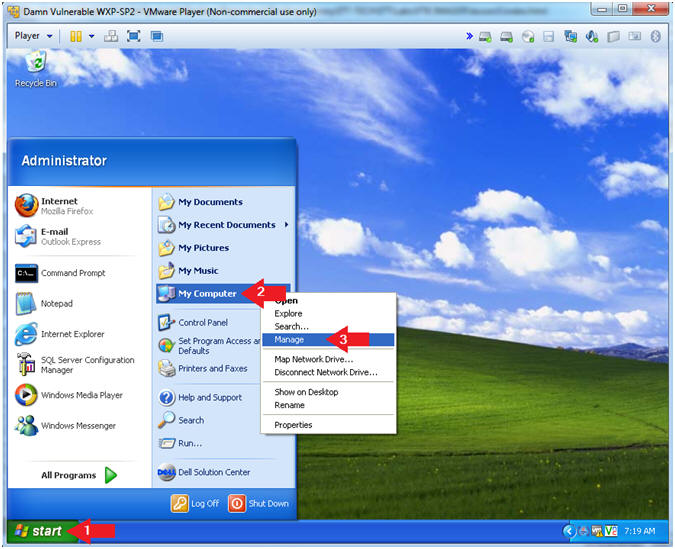 Damn Vulnerable WXP-SP2 - VMware Player (Non-commercial use only)
Player
Recycle Bin
Administrator
Internet
Mozilla Firefox
E-mail
Outlook Express
Command Prompt
Notepad
Internet Explorer
SQL Server Configuration
Manager
Windows Media Player
Windows Messenger
All Programs
My Documents
My Recent Documents
My Pictures
My Music
My Computer
2
Control Panel
Set Program Access an
Defaults
Printers and Faxes
Help and Support
Search
Run...
DELL
Dell Solution Center
Open
Explore
Search...
Manage
3
Map Network Drive...
Disconnect Network Drive...
Show on Desktop
Rename
Properties
Log Off
Shut Down
start
1
7:19 AM